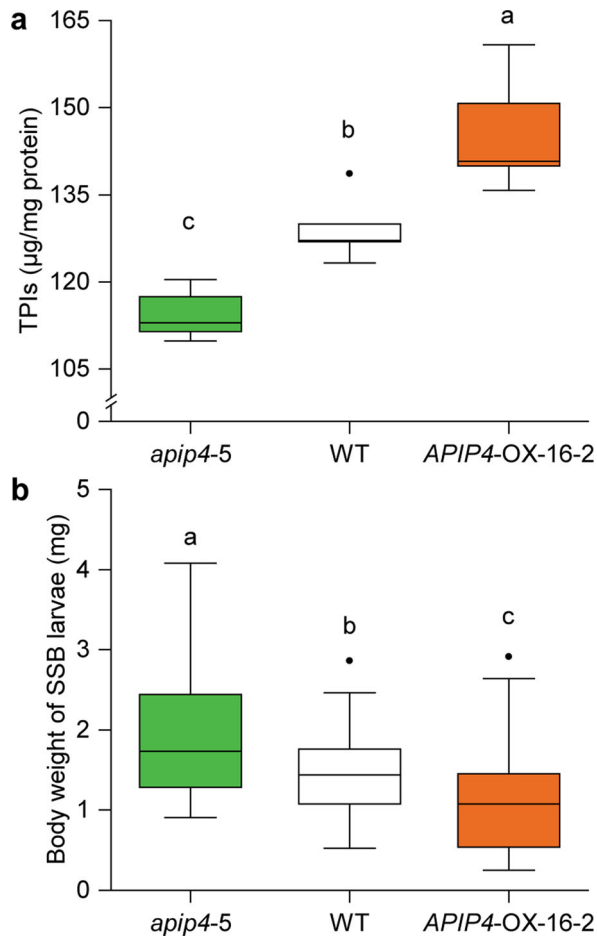 a
165
150
135
120
105
0
TPIs (μg/mg protein)
a
b
c
apip4-5
WT
APIP4-OX-16-2
b
5
4
3
2
1
0
Body weight of SSB larvae (mg)
a
b
c
apip4-5
WT
APIP4-OX-16-2